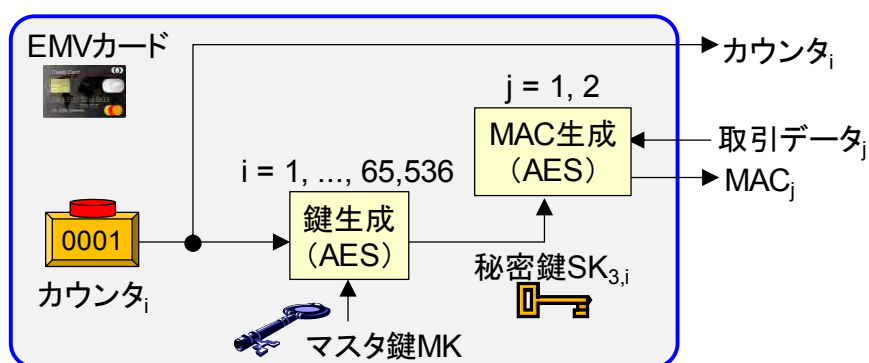 EMVカード
カウンタi
j = 1, 2
MAC生成
（AES）
取引データj
MACj
i = 1, ..., 65,536
鍵生成
（AES）
0001
カウンタi
秘密鍵SK3,i
マスタ鍵MK